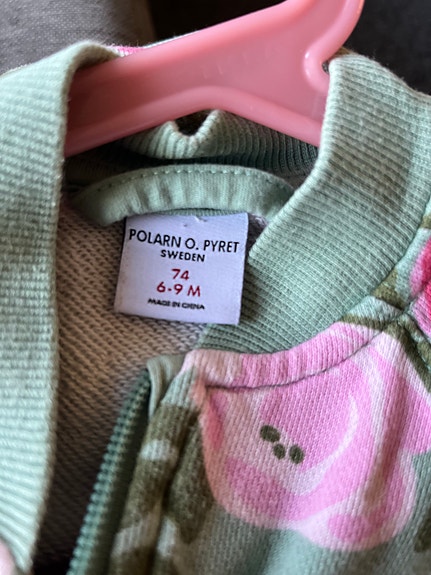 POLARN O. PYRET
SWEDEN
74
6-9 M
MADE IN CHINA